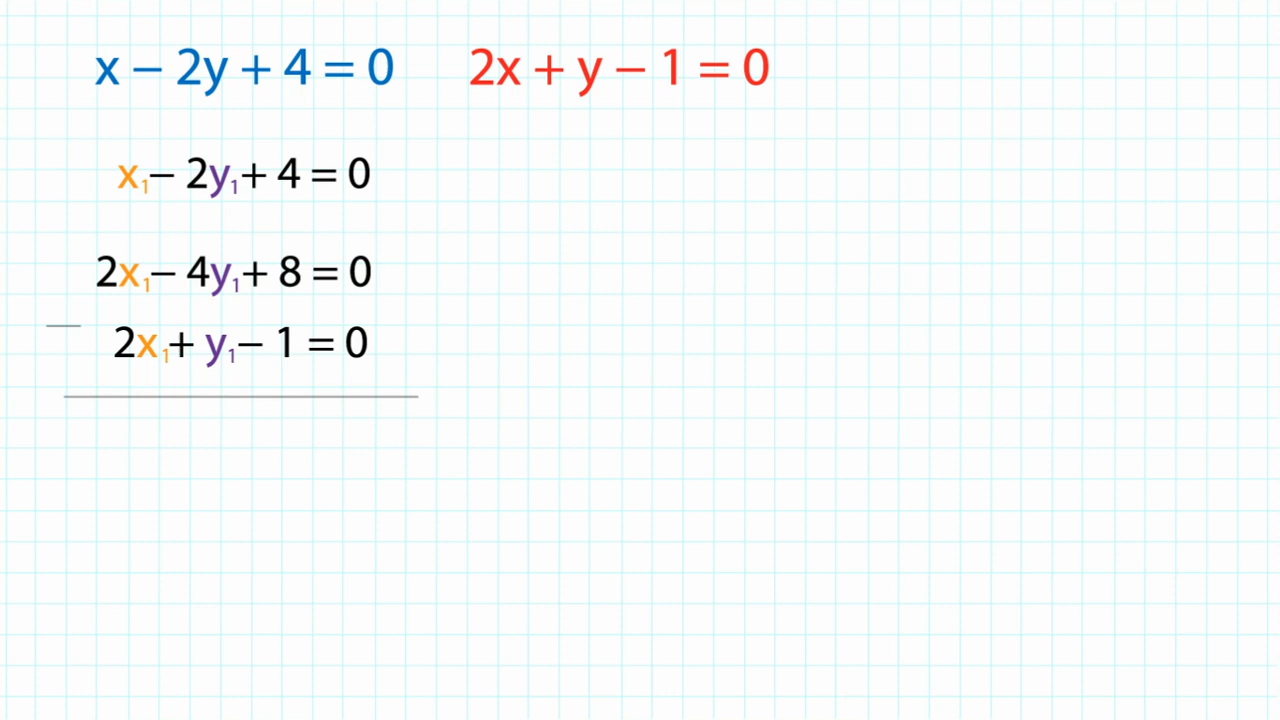 x − 2y + 4 = 0 2x + y − 1 = 0
x₁ − 2y₁ + 4 = 0
2x₁ − 4y₁ + 8 = 0
− 2x₁ + y₁ − 1 = 0